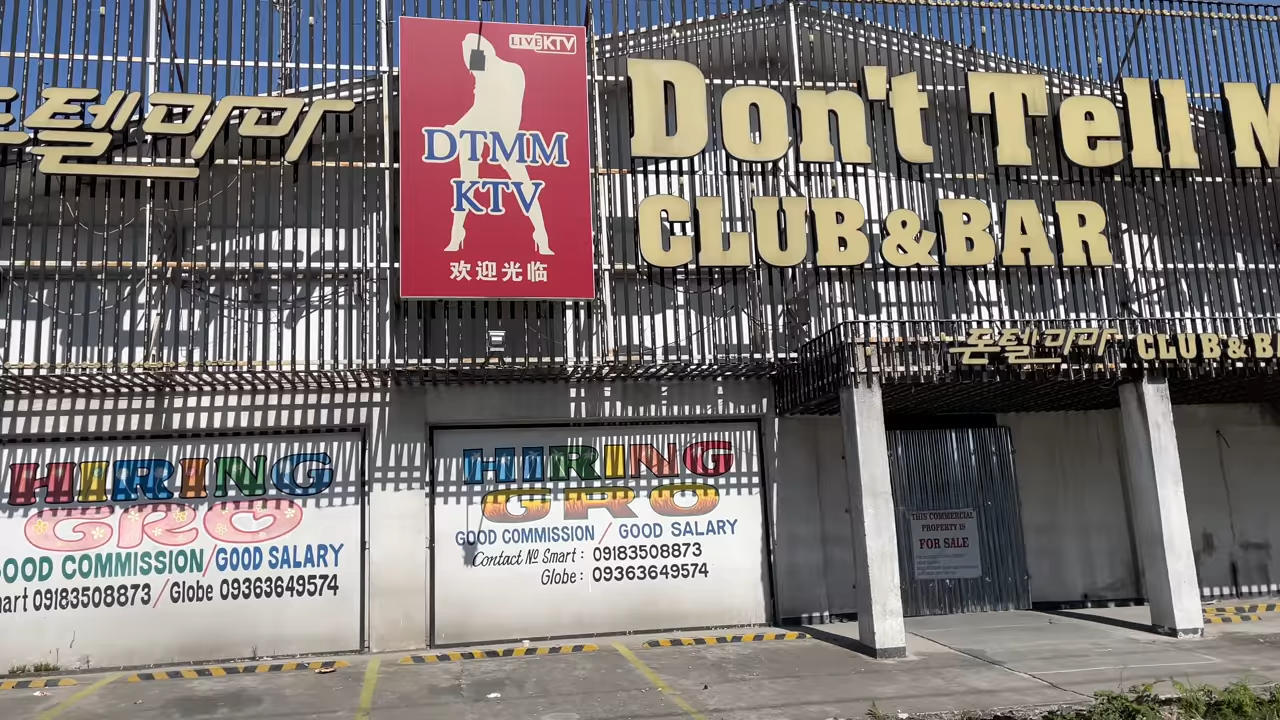 돈텔마마
LIVE KTV
DTMM
KTV
欢迎光临
Don't Tell M
CLUB&BAR
돈텔마마 CLUB&B
HIRING
GRO
GOOD COMMISSION/GOOD SALARY
mart 09183508873/Globe 09363649574
HIRING
GRO
GOOD COMMISSION / GOOD SALARY
Contact Nº Smart : 09183508873
Globe : 09363649574
THIS COMMERCIAL
PROPERTY IS
FOR SALE